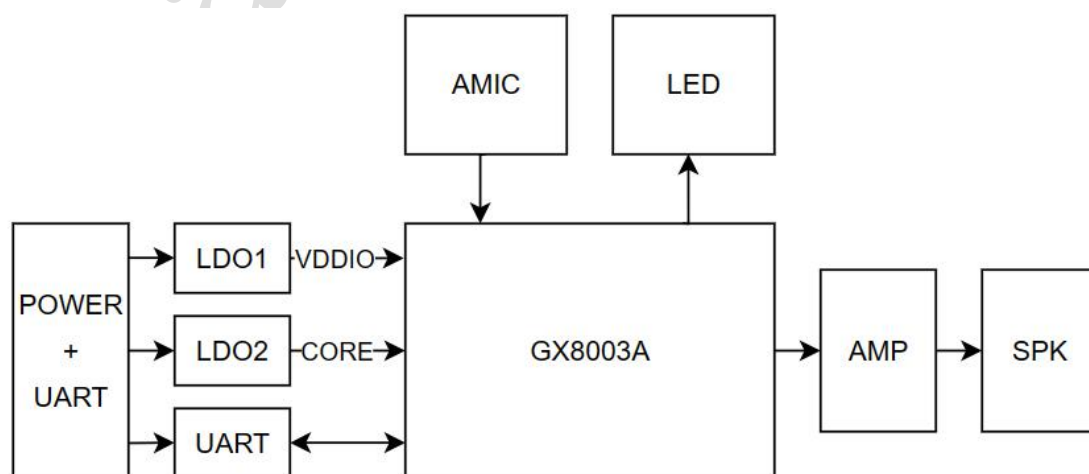 AMIC
LED
LDO1
VDDIO
POWER
+
UART
LDO2
CORE
GX8003A
AMP
SPK
UART